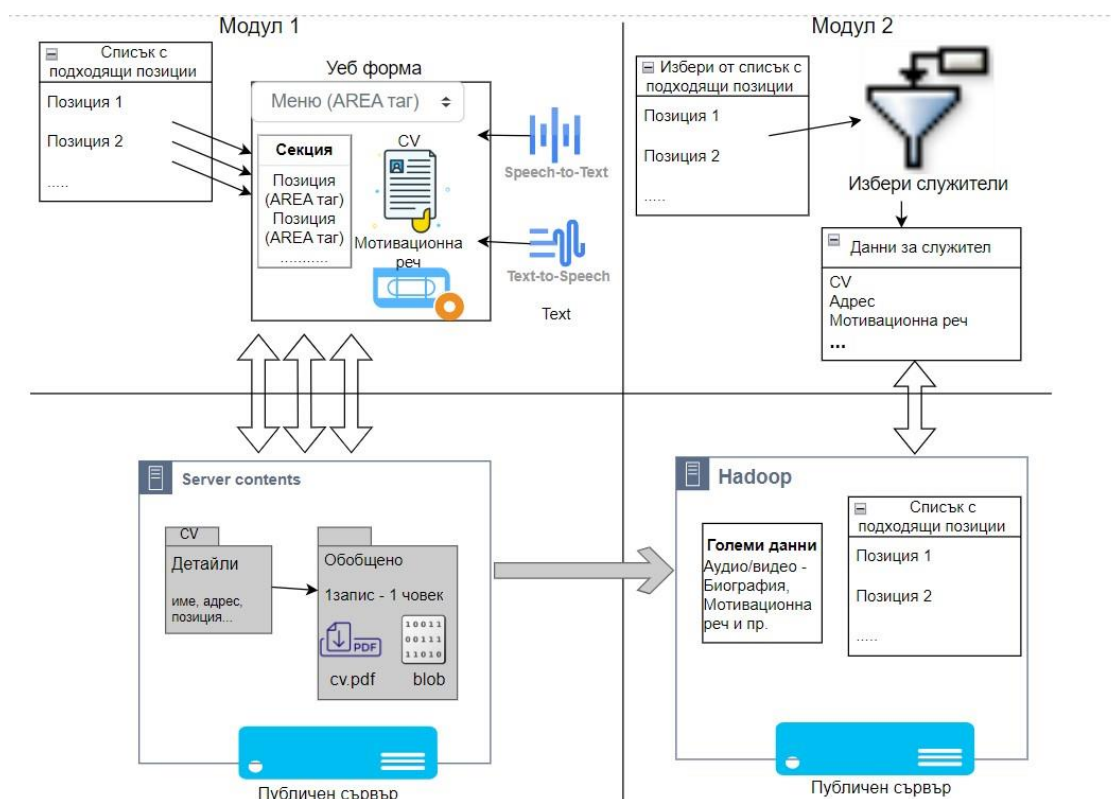 Модул 1
Списък с
подходящи позиции
Позиция 1
Позиция 2
.....
Уеб форма
Меню (AREA таг)
Секция
Позиция
(AREA таг)
Позиция
(AREA таг)
...........
CV
Мотивационна
реч
Speech-to-Text
Text-to-Speech
Text
Модул 2
Избери от списък с
подходящи позиции
Позиция 1
Позиция 2
.....
Избери служители
Данни за служител
CV
Адрес
Мотивационна реч
...
Server contents
CV
Детайли
име, адрес,
позиция...
Обобщено
1запис - 1 човек
PDF
cv.pdf
10011
00111
11010
blob
Публичен сървър
Hadoop
Големи данни
Аудио/видео -
Биография,
Мотивационна
реч и пр.
Списък с
подходящи позиции
Позиция 1
Позиция 2
.....
Публичен сървър